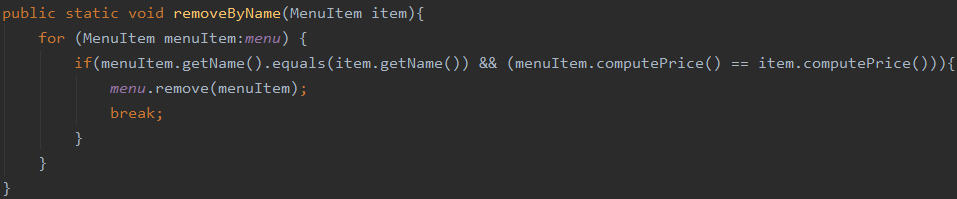 public static void removeByName(MenuItem item){
    for (MenuItem menuItem:menu) {
        if(menuItem.getName().equals(item.getName()) && (menuItem.computePrice() == item.computePrice())){
            menu.remove(menuItem);
            break;
        }
    }
}